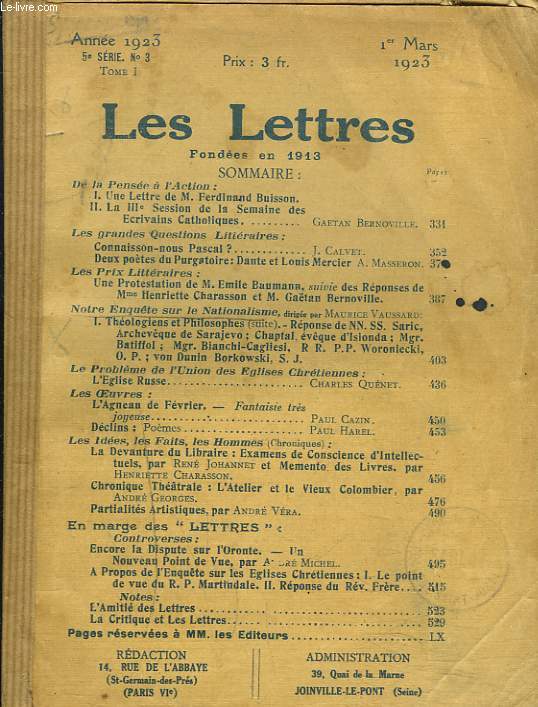 Le-livre.com
Année 1923
5e SÉRIE. No 3
TOME I
Prix : 3 fr.
1er Mars
1923
Les Lettres
Fondées en 1913
SOMMAIRE :
Pages
De la Pensée à l'Action :
I. Une Lettre de M. Ferdinand Buisson.
II. La IIIe Session de la Semaine des
Ecrivains Catholiques. ......... GAETAN BERNOVILLE. 331
Les grandes Questions Littéraires :
Connaisson-nous Pascal ? ............. J. CALVET. 352
Deux poètes du Purgatoire : Dante et Louis Mercier A. MASSERON.
Les Prix Littéraires :
Une Protestation de M. Emile Baumann, suivie des Réponses de
Mme Henriette Charasson et M. Gaëtan Bernoville. 387
Notre Enquête sur le Nationalisme, dirigée par MAURICE VAUSSARD:
I. Théologiens et Philosophes (suite). - Réponse de NN. SS. Saric,
Archevêque de Sarajevo ; Chaptal, évêque d'Isionda ; Mgr.
Batiffol ; Mgr. Bianchi-Cagliesi, R R. P.P. Woroniecki,
O. P. ; von Dunin Borkowski, S. J. 403
Le Problème de l'Union des Eglises Chrétiennes :
L'Eglise Russe......................... CHARLES QUÉNET. 436
Les Œuvres :
L'Agneau de Février. — Fantaisie très
joyeuse......................... PAUL CAZIN. 450
Déclins : Poèmes.................. PAUL HAREL. 453
Les Idées, les Faits, les Hommes (Chroniques) :
La Devanture du Libraire : Examens de Conscience d'Intellec-
tuels, par RENÉ JOHANNET et Memento des Livres, par
HENRIETTE CHARASSON. 456
Chronique Théâtrale : L'Atelier et le Vieux Colombier, par
ANDRÉ GEORGES. 476
Partialités Artistiques, par ANDRÉ VÉRA. 490
En marge des " LETTRES "
Controverses :
Encore la Dispute sur l'Oronte. — Un
Nouveau Point de Vue, par ANDRÉ MICHEL. 495
A Propos de l'Enquête sur les Eglises Chrétiennes : I. Le point
de vue du R. P. Martindale. II. Réponse du Rév. Frère.... 515
Notes :
L'Amitié des Lettres ........................ 523
La Critique et Les Lettres..................... 529
Pages réservées à MM. les Editeurs............... LX
RÉDACTION
14, RUE DE L'ABBAYE
(St-Germain-des-Prés)
(PARIS VIe)
ADMINISTRATION
39, Quai de la Marne
JOINVILLE-LE-PONT (Seine)